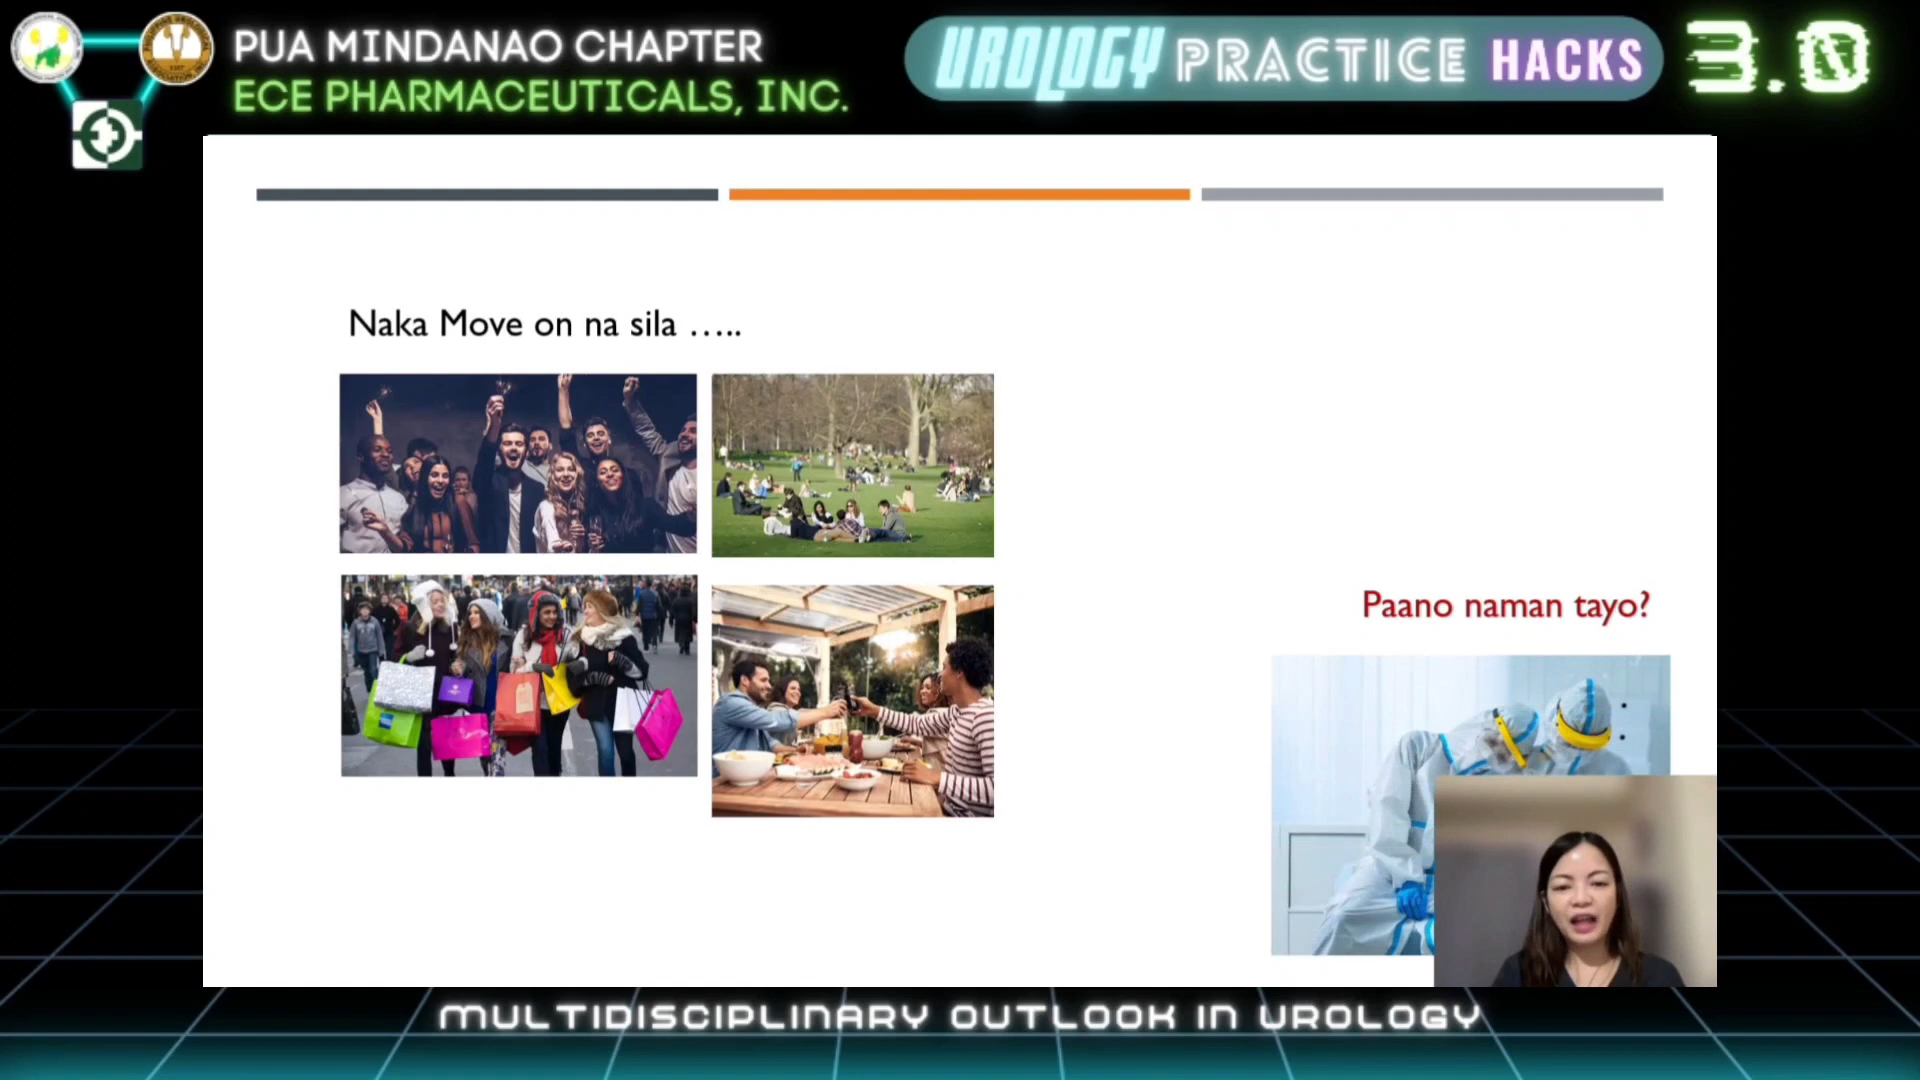 PUA MINDANAO CHAPTER
ECE PHARMACEUTICALS, INC.
UROLOGY PRACTICE HACKS 3.0
Naka Move on na sila .....
Paano naman tayo?
MULTIDISCIPLINARY OUTLOOK IN UROLOGY